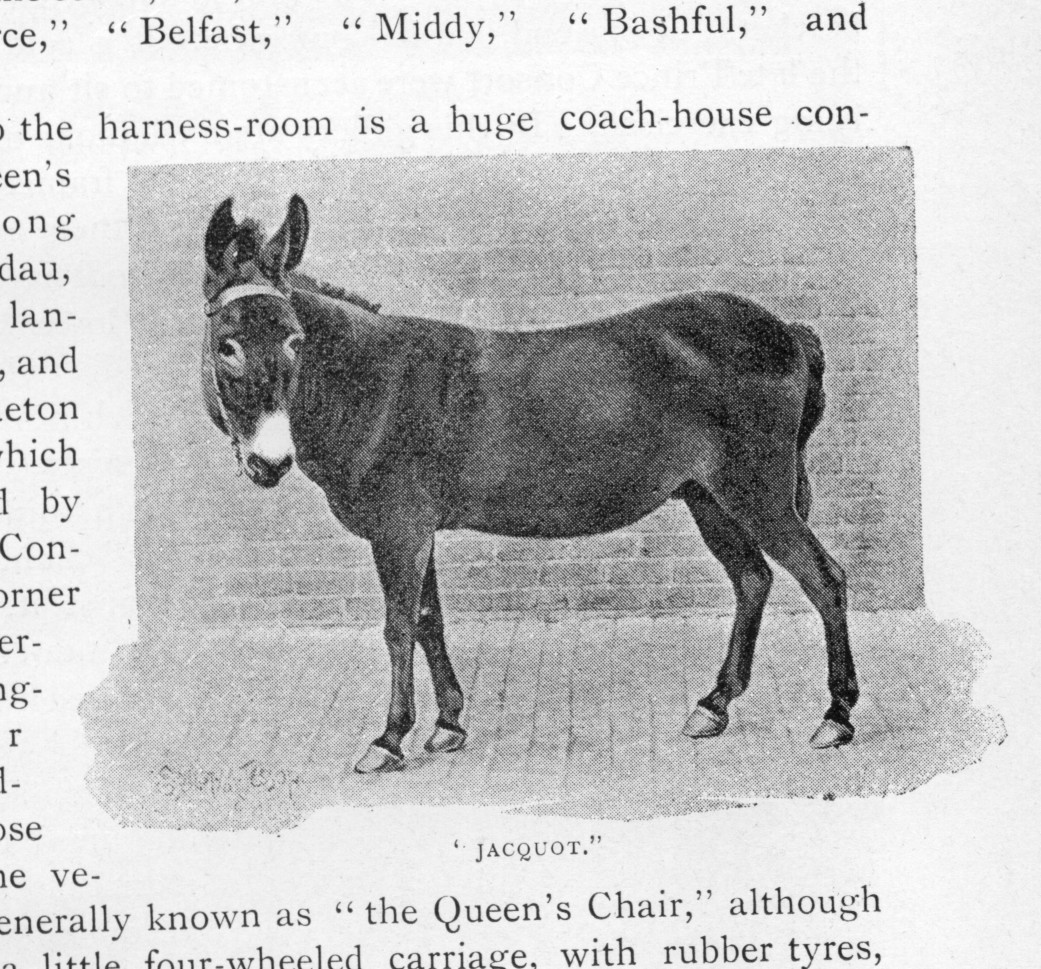 rce," "Belfast," "Middy," "Bashful," and
o the harness-room is a huge coach-house con-
een's
ong
dau,
lan-
, and
eton
which
d by
Con-
orner
er-
ng-
r
l-
ose
he ve-
" JACQUOT."
enerally known as "the Queen's Chair," although
a little four-wheeled carriage, with rubber tyres,